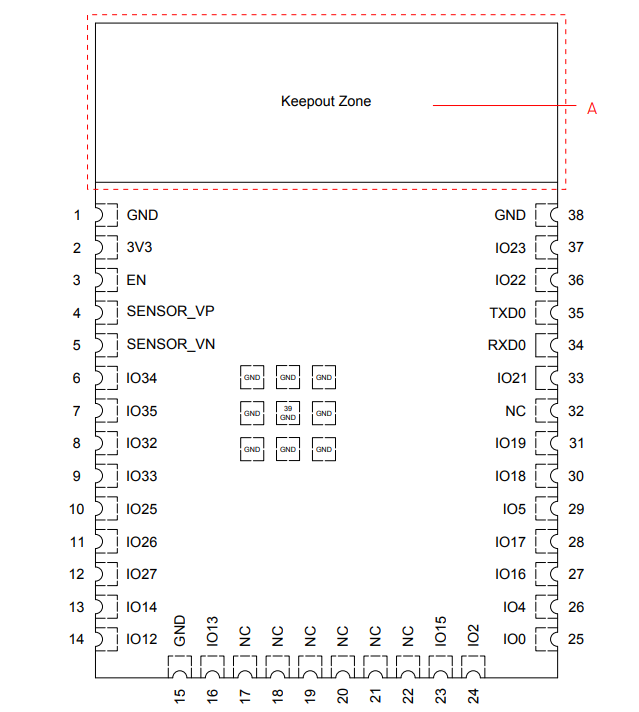 Keepout Zone
A
1 GND GND 38
2 3V3 IO23 37
3 EN IO22 36
4 SENSOR_VP TXD0 35
5 SENSOR_VN RXD0 34
6 IO34 GND GND GND IO21 33
7 IO35 GND 39 GND GND NC 32
8 IO32 GND GND GND IO19 31
9 IO33 IO18 30
10 IO25 IO5 29
11 IO26 IO17 28
12 IO27 IO16 27
13 IO14 IO4 26
14 IO12 IO0 25
GND IO13 NC NC NC NC NC NC IO15 IO2
15 16 17 18 19 20 21 22 23 24